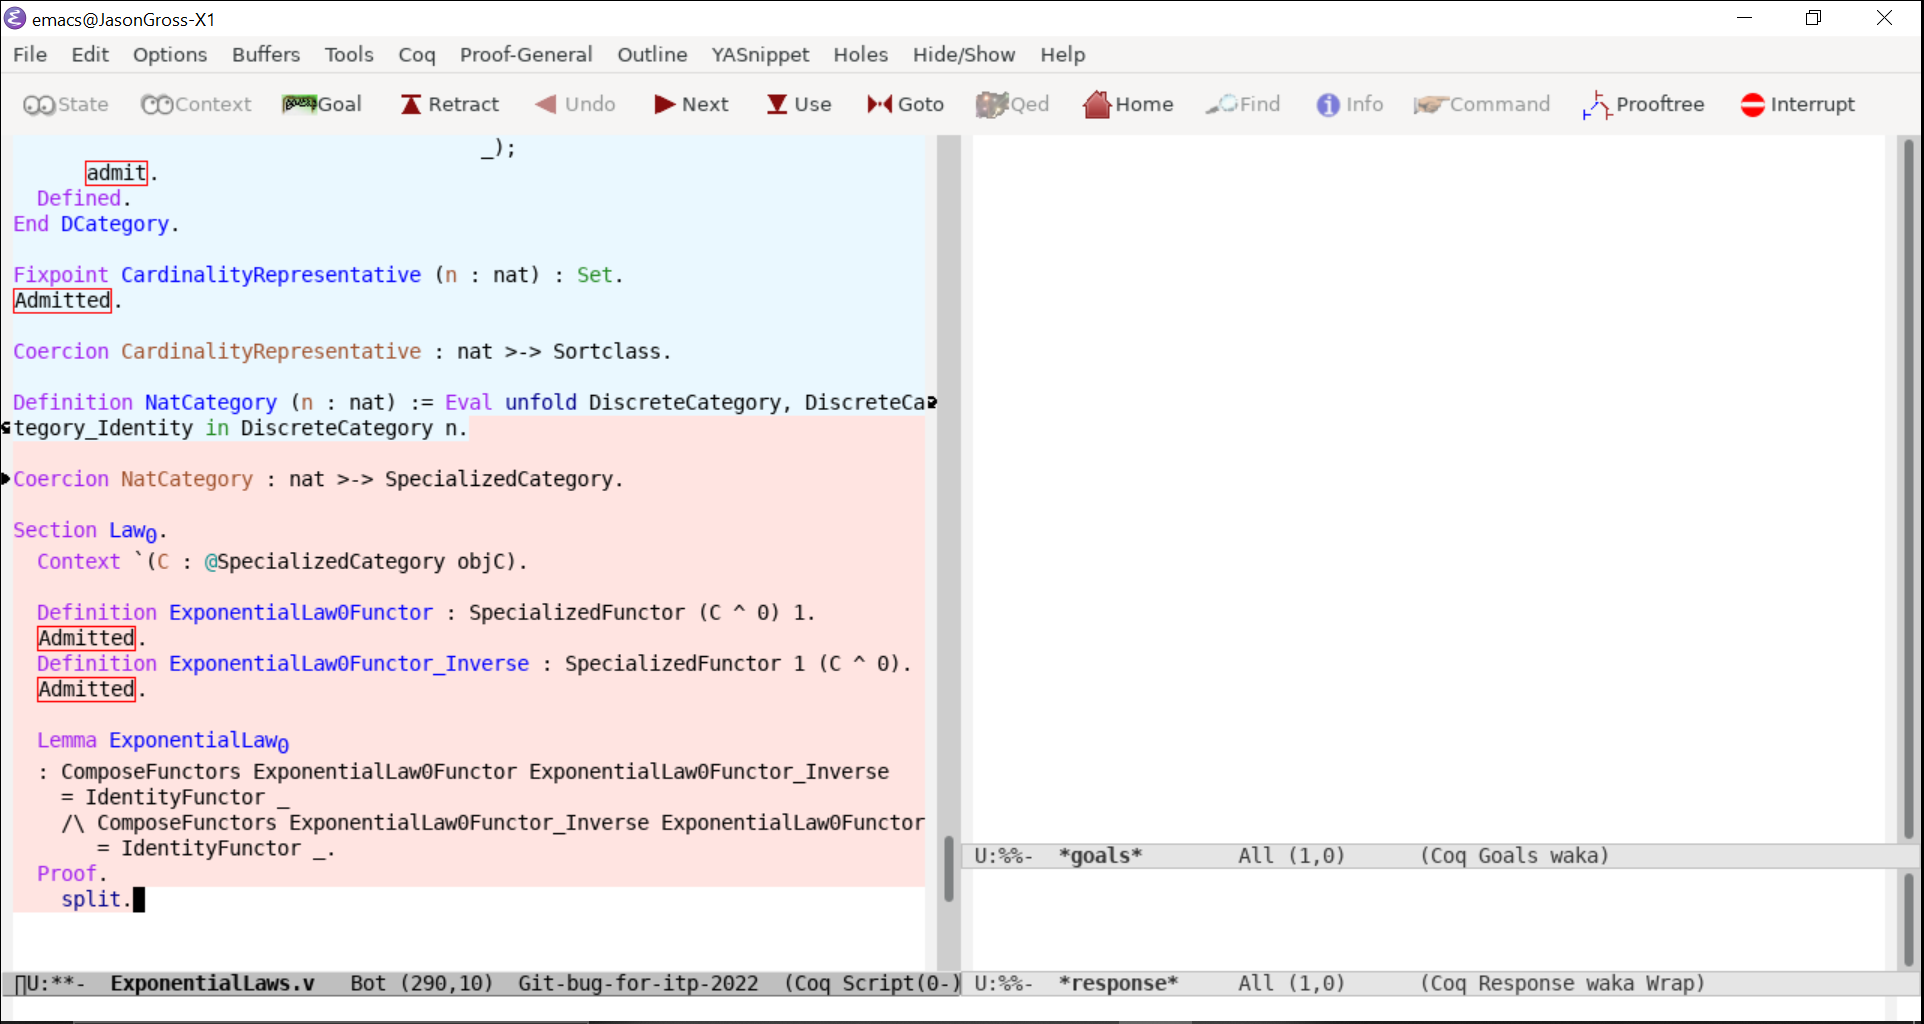 emacs@JasonGross-X1
File Edit Options Buffers Tools Coq Proof-General Outline YASnippet Holes Hide/Show Help
State Context Goal Retract Undo Next Use Goto Qed Home Find Info Command Prooftree Interrupt
_);
admit.
Defined.
End DCategory.
Fixpoint CardinalityRepresentative (n : nat) : Set.
Admitted.
Coercion CardinalityRepresentative : nat >-> Sortclass.
Definition NatCategory (n : nat) := Eval unfold DiscreteCategory, DiscreteCa
tegory_Identity in DiscreteCategory n.
Coercion NatCategory : nat >-> SpecializedCategory.
Section Law₀.
Context `(C : @SpecializedCategory objC).
Definition ExponentialLaw0Functor : SpecializedFunctor (C ^ 0) 1.
Admitted.
Definition ExponentialLaw0Functor_Inverse : SpecializedFunctor 1 (C ^ 0).
Admitted.
Lemma ExponentialLaw₀
: ComposeFunctors ExponentialLaw0Functor ExponentialLaw0Functor_Inverse
= IdentityFunctor _
/\ ComposeFunctors ExponentialLaw0Functor_Inverse ExponentialLaw0Functor
= IdentityFunctor _.
Proof.
split.
U:**- ExponentialLaws.v Bot (290,10) Git-bug-for-itp-2022 (Coq Script(0-)
U:%%- *goals* All (1,0) (Coq Goals waka)
U:%%- *response* All (1,0) (Coq Response waka Wrap)